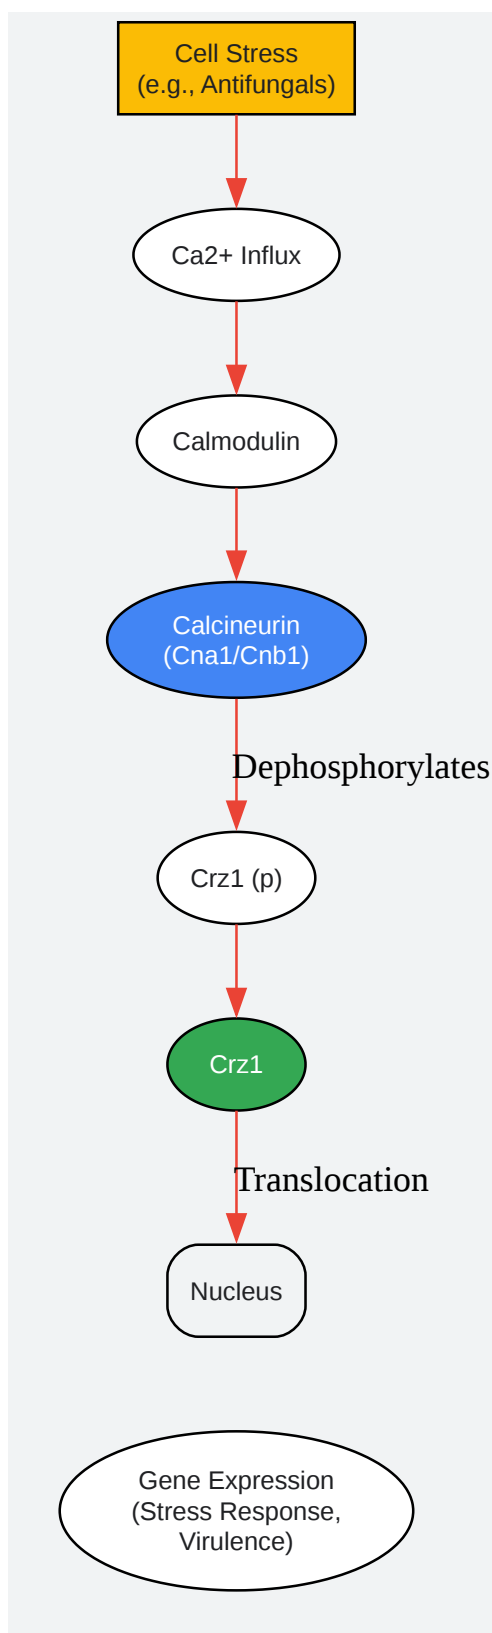 Cell Stress
(e.g., Antifungals)
Ca2+ Influx
Calmodulin
Calcineurin
(Cna1/Cnb1)
Dephosphorylates
Crz1 (p)
Crz1
Translocation
Nucleus
Gene Expression
(Stress Response,
Virulence)